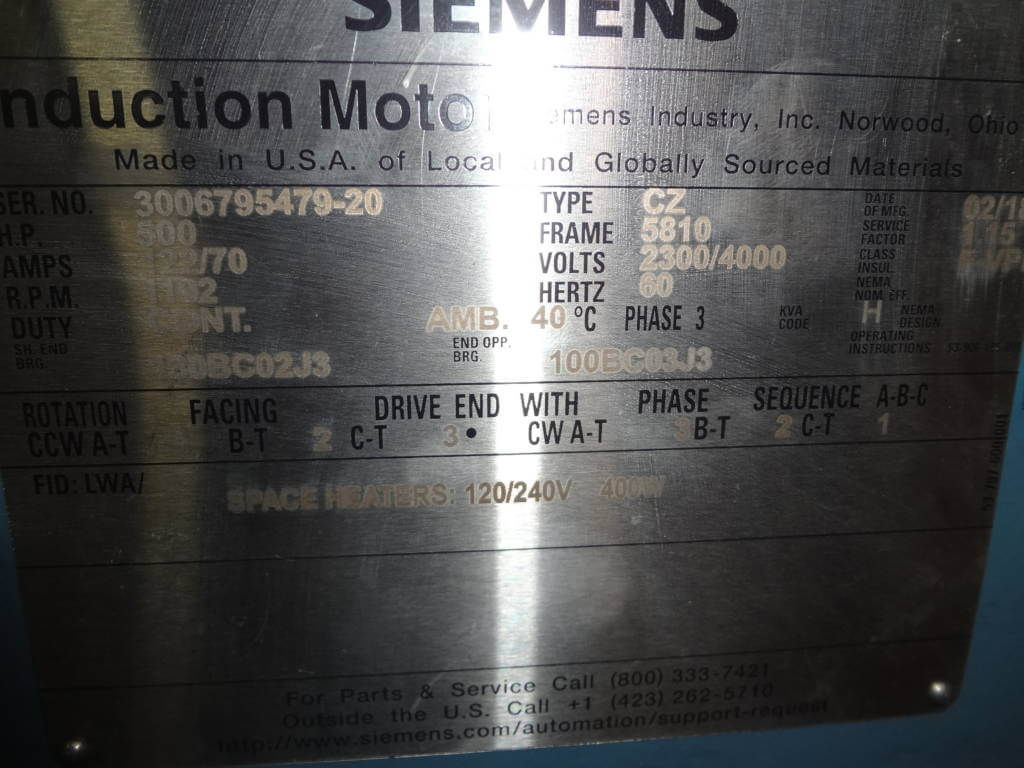 SIEMENS
nduction Moto emens Industry, Inc. Norwood, Ohio
Made in U.S.A. of Local and Globally Sourced Materials
SER. NO. 3006795479-20 TYPE CZ DATE OF MFG. 02/1
H.P. 500 FRAME 5810 SERVICE FACTOR 1.15
AMPS /70 VOLTS 2300/4000 CLASS INSUL.
R.P.M. HERTZ 60 NEMA NOM. EFF.
DUTY CONT. AMB. 40 °C PHASE 3 KVA CODE H NEMA DESIGN
SH. END BRG. BC02J3 END OPP. BRG. 100BC03J3 OPERATING INSTRUCTIONS
ROTATION FACING DRIVE END WITH PHASE SEQUENCE A-B-C
CCW A-T B-T 2 C-T 3 • CW A-T 3 B-T 2 C-T 1
FID: LWA/
SPACE HEATERS: 120/240V 400W
For Parts & Service Call (800) 333-7421
Outside the U.S. Call +1 (423) 262-5710
http://www.siemens.com/automation/support-request